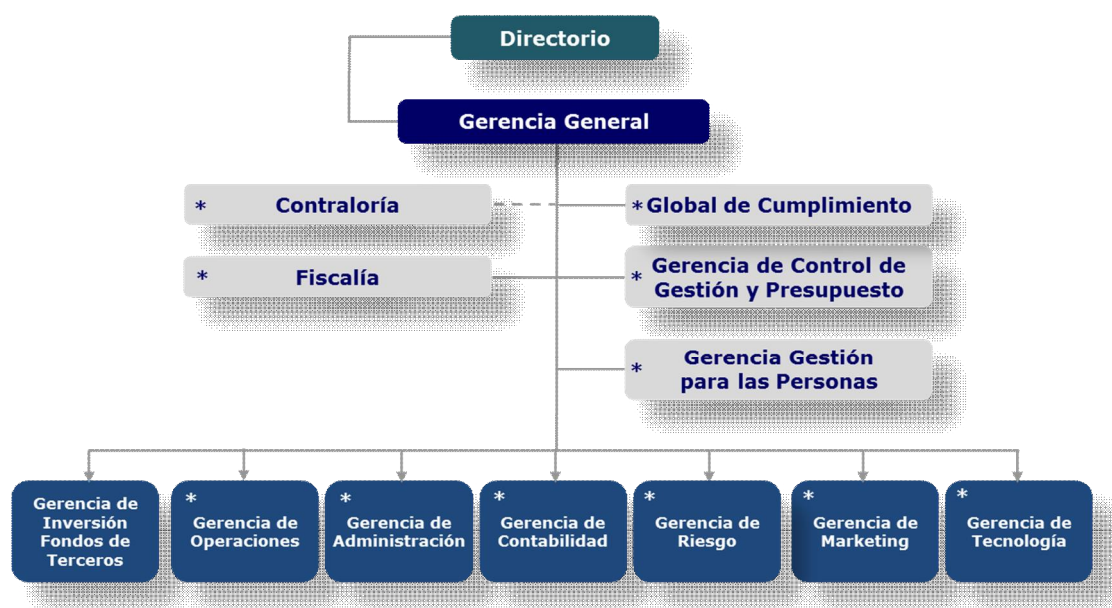 Directorio
Gerencia General
* Contraloría
* Global de Cumplimiento
* Fiscalía
* Gerencia de Control de
Gestión y Presupuesto
* Gerencia Gestión
para las Personas
Gerencia de
Inversión
Fondos de
Terceros
*
Gerencia de
Operaciones
*
Gerencia de
Administración
*
Gerencia de
Contabilidad
*
Gerencia de
Riesgo
*
Gerencia de
Marketing
*
Gerencia de
Tecnología